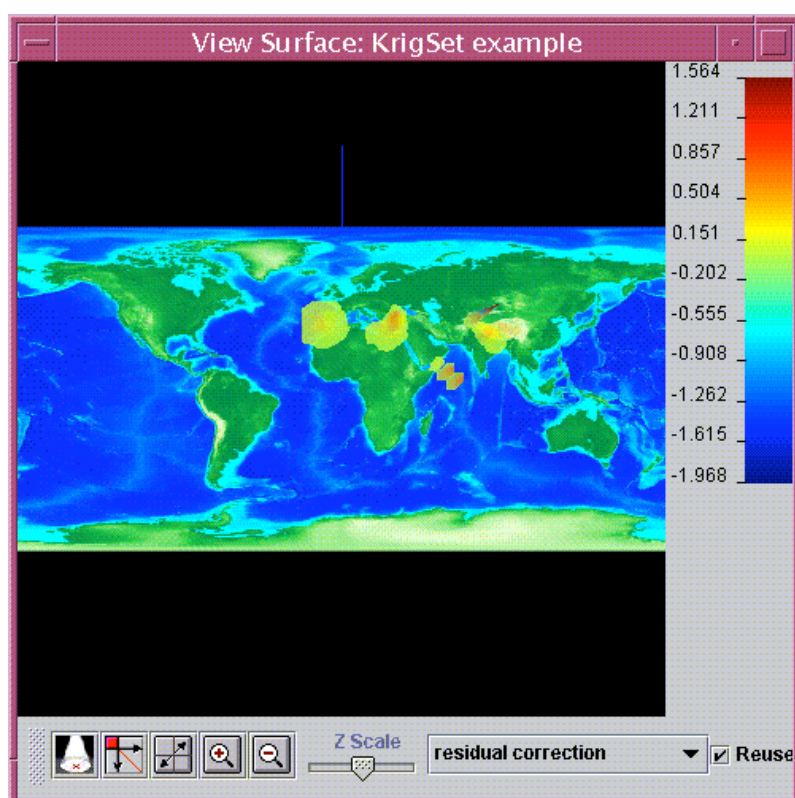 View Surface: KrigSet example
1.564
1.211
0.857
0.504
0.151
-0.202
-0.555
-0.908
-1.262
-1.615
-1.968
Z Scale
residual correction
Reuse